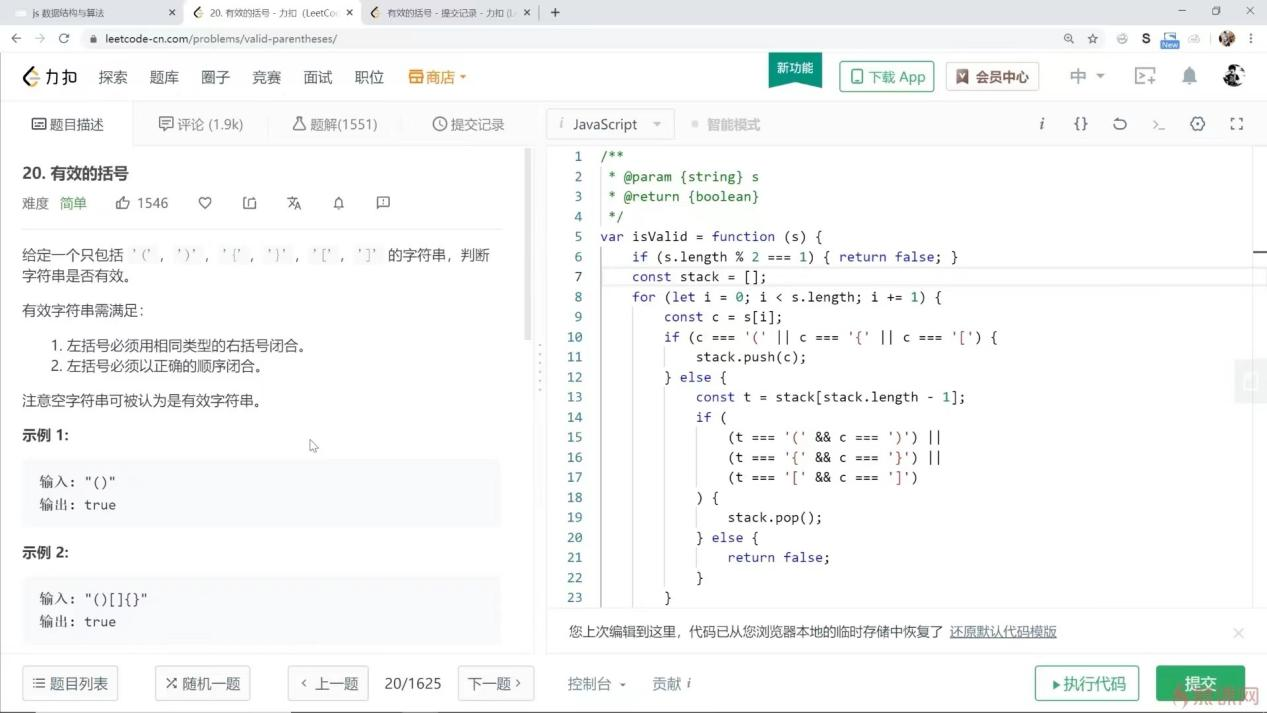 js 数据结构与算法
20. 有效的括号 - 力扣 (LeetCo
有效的括号 - 提交记录 - 力扣 (L
leetcode-cn.com/problems/valid-parentheses/
New
力扣 探索 题库 圈子 竞赛 面试 职位 商店 新功能 下载 App 会员中心 中
题目描述 评论 (1.9k) 题解(1551) 提交记录
i JavaScript 智能模式 i {}
20. 有效的括号
难度 简单 1546
给定一个只包括 '(', ')', '{', '}', '[', ']' 的字符串，判断
字符串是否有效。
有效字符串需满足：
1. 左括号必须用相同类型的右括号闭合。
2. 左括号必须以正确的顺序闭合。
注意空字符串可被认为是有效字符串。
示例 1:
输入: "()"
输出: true
示例 2:
输入: "()[]{}"
输出: true
1 /**
2 * @param {string} s
3 * @return {boolean}
4 */
5 var isValid = function (s) {
6 if (s.length % 2 === 1) { return false; }
7 const stack = [];
8 for (let i = 0; i < s.length; i += 1) {
9 const c = s[i];
10 if (c === '(' || c === '{' || c === '[') {
11 stack.push(c);
12 } else {
13 const t = stack[stack.length - 1];
14 if (
15 (t === '(' && c === ')') ||
16 (t === '{' && c === '}') ||
17 (t === '[' && c === ']')
18 ) {
19 stack.pop();
20 } else {
21 return false;
22 }
23 }
您上次编辑到这里，代码已从您浏览器本地的临时存储中恢复了 还原默认代码模版
题目列表 随机一题 上一题 20/1625 下一题 控制台 贡献 i 执行代码 提交
慕课网